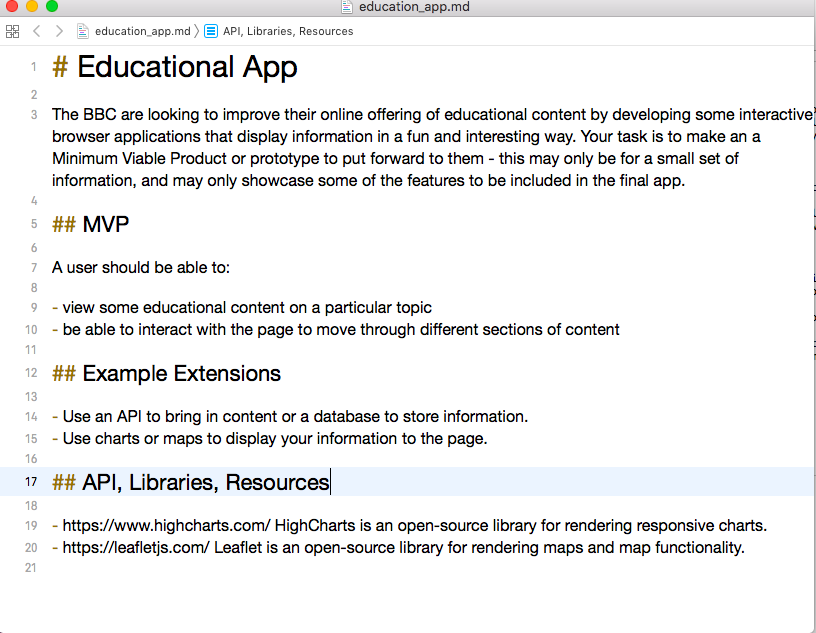 education_app.md
education_app.md API, Libraries, Resources
1 # Educational App
2
3 The BBC are looking to improve their online offering of educational content by developing some interactive
browser applications that display information in a fun and interesting way. Your task is to make an a
Minimum Viable Product or prototype to put forward to them - this may only be for a small set of
information, and may only showcase some of the features to be included in the final app.
4
5 ## MVP
6
7 A user should be able to:
8
9 - view some educational content on a particular topic
10 - be able to interact with the page to move through different sections of content
11
12 ## Example Extensions
13
14 - Use an API to bring in content or a database to store information.
15 - Use charts or maps to display your information to the page.
16
17 ## API, Libraries, Resources
18
19 - https://www.highcharts.com/ HighCharts is an open-source library for rendering responsive charts.
20 - https://leafletjs.com/ Leaflet is an open-source library for rendering maps and map functionality.
21